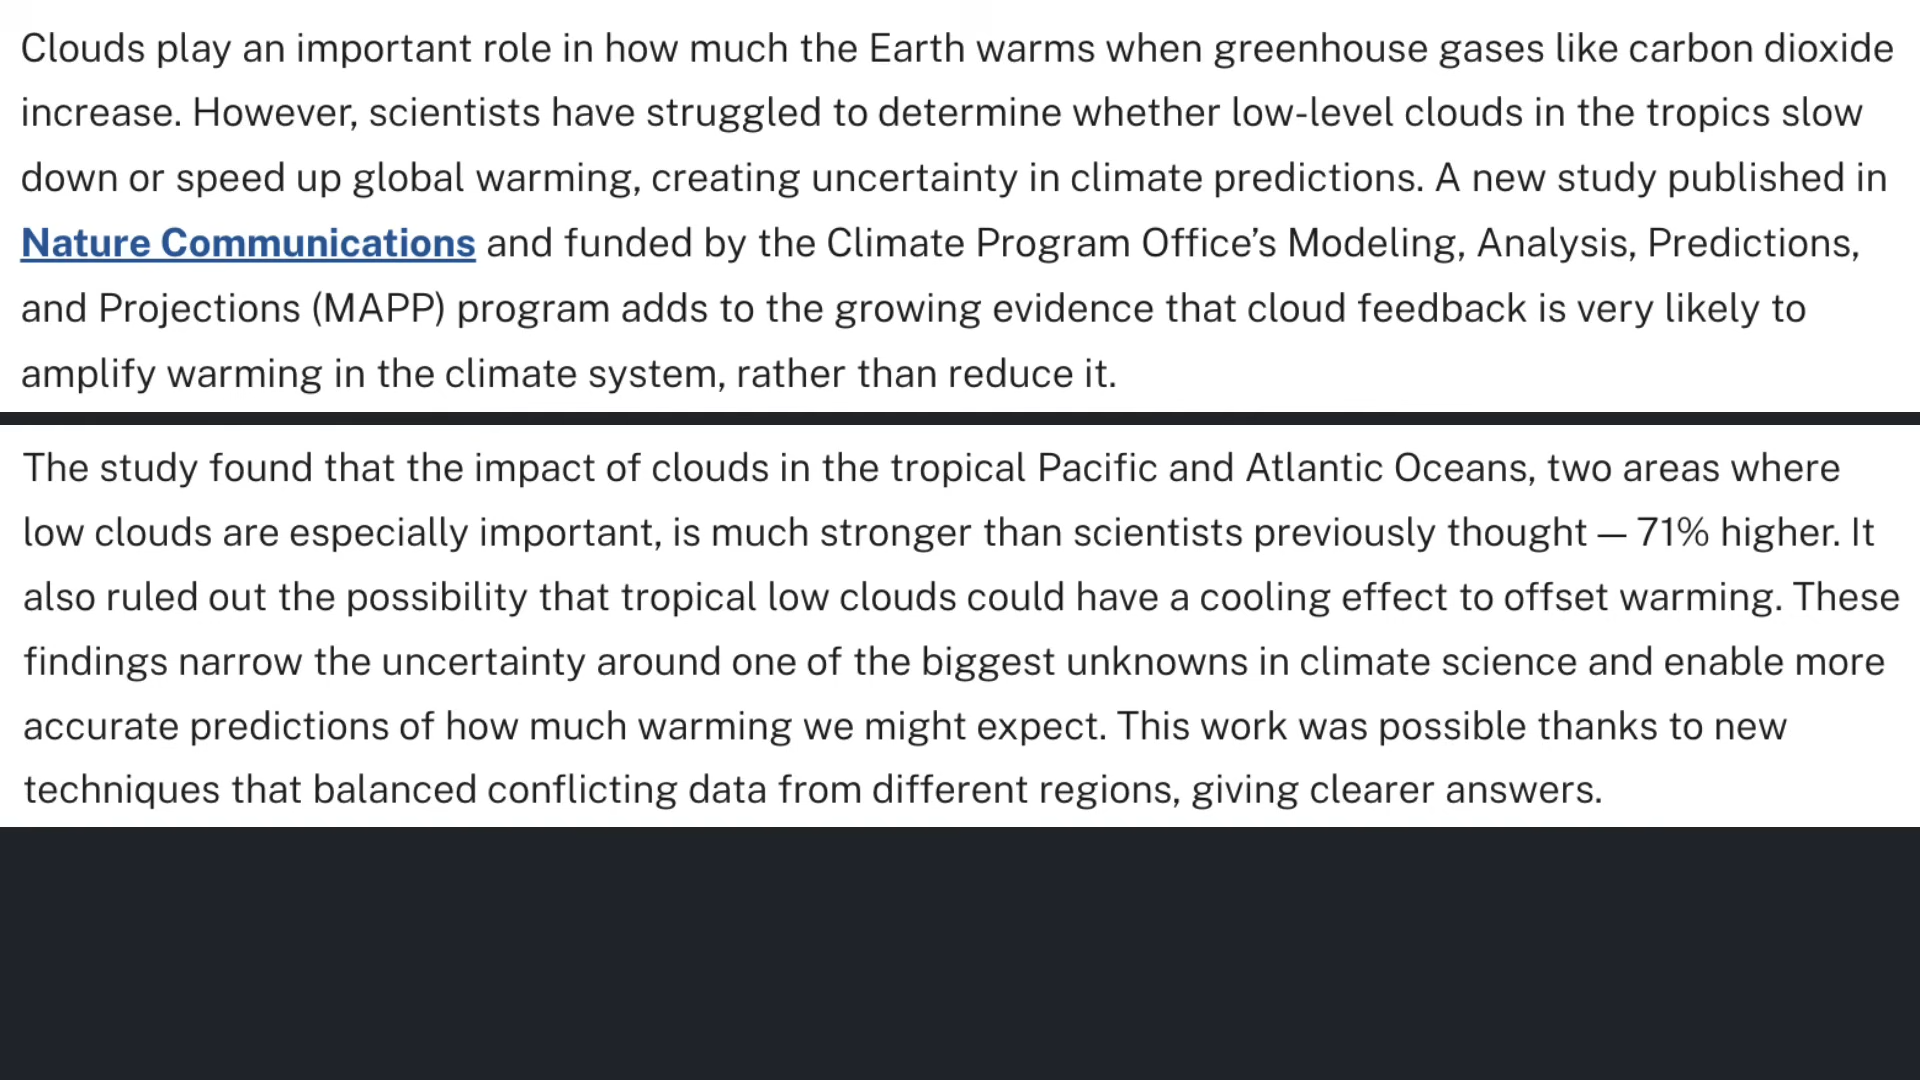 Clouds play an important role in how much the Earth warms when greenhouse gases like carbon dioxide
increase. However, scientists have struggled to determine whether low-level clouds in the tropics slow
down or speed up global warming, creating uncertainty in climate predictions. A new study published in
Nature Communications and funded by the Climate Program Office’s Modeling, Analysis, Predictions,
and Projections (MAPP) program adds to the growing evidence that cloud feedback is very likely to
amplify warming in the climate system, rather than reduce it.
The study found that the impact of clouds in the tropical Pacific and Atlantic Oceans, two areas where
low clouds are especially important, is much stronger than scientists previously thought — 71% higher. It
also ruled out the possibility that tropical low clouds could have a cooling effect to offset warming. These
findings narrow the uncertainty around one of the biggest unknowns in climate science and enable more
accurate predictions of how much warming we might expect. This work was possible thanks to new
techniques that balanced conflicting data from different regions, giving clearer answers.